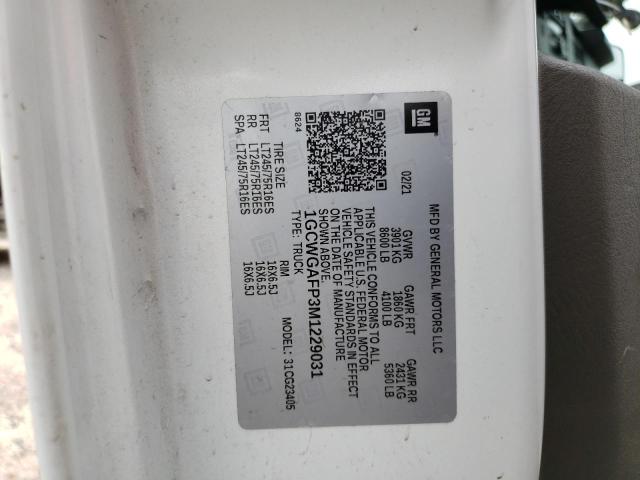 GM
MFD BY GENERAL MOTORS LLC
02/21
GVWR GAWR FRT GAWR RR
3901 KG 1860 KG 2431 KG
8600 LB 4100 LB 5360 LB
THIS VEHICLE CONFORMS TO ALL
APPLICABLE U.S. FEDERAL MOTOR
VEHICLE SAFETY STANDARDS IN EFFECT
ON THE DATE OF MANUFACTURE
SHOWN ABOVE.
1GCWGAFP3M1229031
TYPE: TRUCK MODEL: 31CG23405
8624
TIRE SIZE RIM
FRT LT245/75R16ES 16X6.5J
RR LT245/75R16ES 16X6.5J
SPA LT245/75R16ES 16X6.5J